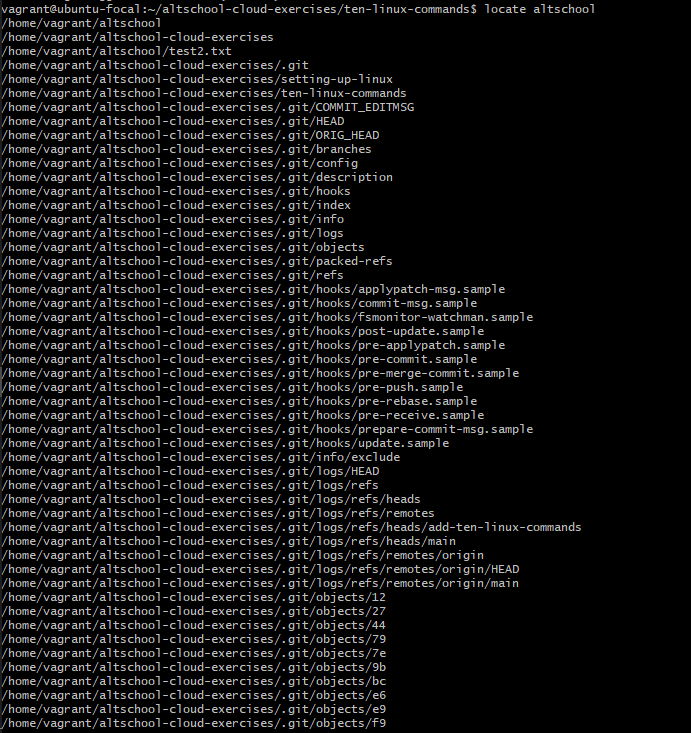 vagrant@ubuntu-focal:~/altschool-cloud-exercises/ten-linux-commands$ locate altschool
/home/vagrant/altschool
/home/vagrant/altschool-cloud-exercises
/home/vagrant/altschool/test2.txt
/home/vagrant/altschool-cloud-exercises/.git
/home/vagrant/altschool-cloud-exercises/setting-up-linux
/home/vagrant/altschool-cloud-exercises/ten-linux-commands
/home/vagrant/altschool-cloud-exercises/.git/COMMIT_EDITMSG
/home/vagrant/altschool-cloud-exercises/.git/HEAD
/home/vagrant/altschool-cloud-exercises/.git/ORIG_HEAD
/home/vagrant/altschool-cloud-exercises/.git/branches
/home/vagrant/altschool-cloud-exercises/.git/config
/home/vagrant/altschool-cloud-exercises/.git/description
/home/vagrant/altschool-cloud-exercises/.git/hooks
/home/vagrant/altschool-cloud-exercises/.git/index
/home/vagrant/altschool-cloud-exercises/.git/info
/home/vagrant/altschool-cloud-exercises/.git/logs
/home/vagrant/altschool-cloud-exercises/.git/objects
/home/vagrant/altschool-cloud-exercises/.git/packed-refs
/home/vagrant/altschool-cloud-exercises/.git/refs
/home/vagrant/altschool-cloud-exercises/.git/hooks/applypatch-msg.sample
/home/vagrant/altschool-cloud-exercises/.git/hooks/commit-msg.sample
/home/vagrant/altschool-cloud-exercises/.git/hooks/fsmonitor-watchman.sample
/home/vagrant/altschool-cloud-exercises/.git/hooks/post-update.sample
/home/vagrant/altschool-cloud-exercises/.git/hooks/pre-applypatch.sample
/home/vagrant/altschool-cloud-exercises/.git/hooks/pre-commit.sample
/home/vagrant/altschool-cloud-exercises/.git/hooks/pre-merge-commit.sample
/home/vagrant/altschool-cloud-exercises/.git/hooks/pre-push.sample
/home/vagrant/altschool-cloud-exercises/.git/hooks/pre-rebase.sample
/home/vagrant/altschool-cloud-exercises/.git/hooks/pre-receive.sample
/home/vagrant/altschool-cloud-exercises/.git/hooks/prepare-commit-msg.sample
/home/vagrant/altschool-cloud-exercises/.git/hooks/update.sample
/home/vagrant/altschool-cloud-exercises/.git/info/exclude
/home/vagrant/altschool-cloud-exercises/.git/logs/HEAD
/home/vagrant/altschool-cloud-exercises/.git/logs/refs
/home/vagrant/altschool-cloud-exercises/.git/logs/refs/heads
/home/vagrant/altschool-cloud-exercises/.git/logs/refs/remotes
/home/vagrant/altschool-cloud-exercises/.git/logs/refs/heads/add-ten-linux-commands
/home/vagrant/altschool-cloud-exercises/.git/logs/refs/heads/main
/home/vagrant/altschool-cloud-exercises/.git/logs/refs/remotes/origin
/home/vagrant/altschool-cloud-exercises/.git/logs/refs/remotes/origin/HEAD
/home/vagrant/altschool-cloud-exercises/.git/logs/refs/remotes/origin/main
/home/vagrant/altschool-cloud-exercises/.git/objects/12
/home/vagrant/altschool-cloud-exercises/.git/objects/27
/home/vagrant/altschool-cloud-exercises/.git/objects/44
/home/vagrant/altschool-cloud-exercises/.git/objects/79
/home/vagrant/altschool-cloud-exercises/.git/objects/7e
/home/vagrant/altschool-cloud-exercises/.git/objects/9b
/home/vagrant/altschool-cloud-exercises/.git/objects/bc
/home/vagrant/altschool-cloud-exercises/.git/objects/e6
/home/vagrant/altschool-cloud-exercises/.git/objects/e9
/home/vagrant/altschool-cloud-exercises/.git/objects/f9